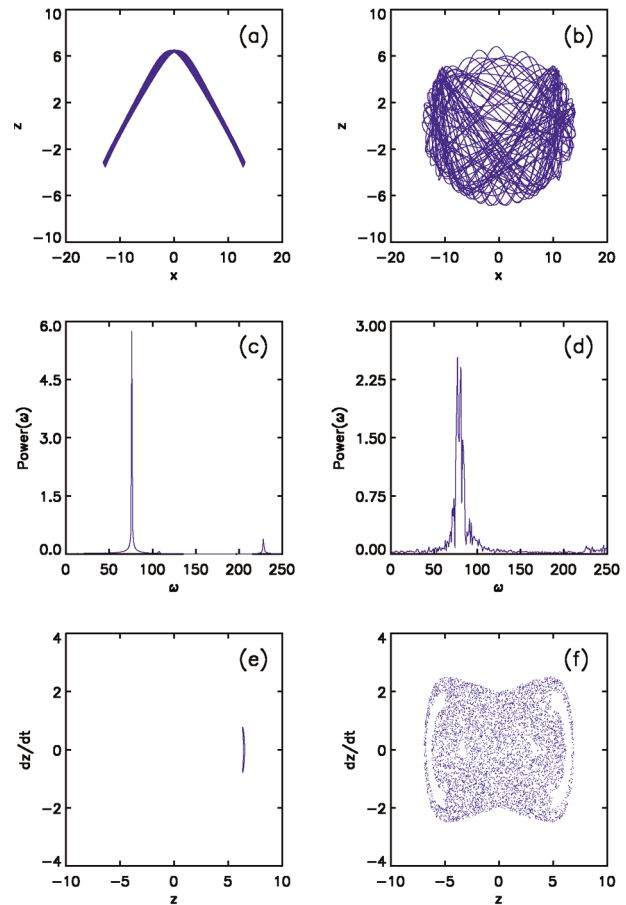 (a)
10
6
2
−2
−6
−10
z
−20 −10 0 10 20
x
(b)
10
6
2
−2
−6
−10
z
−20 −10 0 10 20
x
(c)
6.0
4.5
3.0
1.5
0.0
Power(ω)
0 50 100 150 200 250
ω
(d)
3.00
2.25
1.50
0.75
0.00
Power(ω)
0 50 100 150 200 250
ω
(e)
4
2
0
−2
−4
dz/dt
−10 −5 0 5 10
z
(f)
4
2
0
−2
−4
dz/dt
−10 −5 0 5 10
z